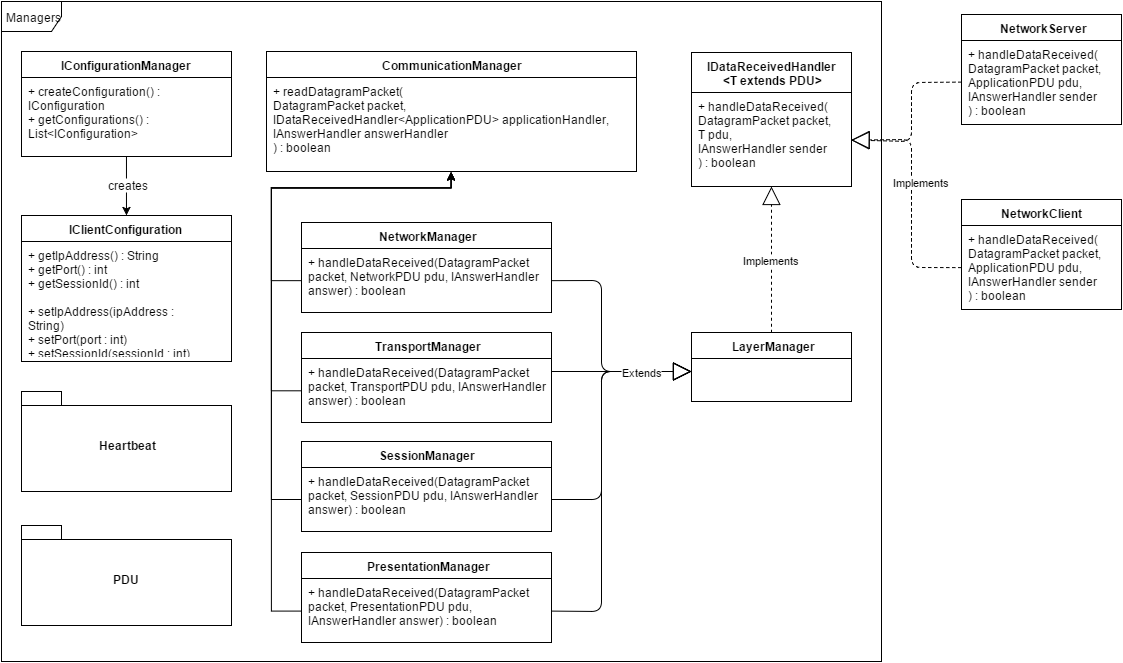 Managers
IConfigurationManager
+ createConfiguration() :
IConfiguration
+ getConfigurations() :
List<IConfiguration>
creates
IClientConfiguration
+ getIpAddress() : String
+ getPort() : int
+ getSessionId() : int
+ setIpAddress(ipAddress :
String)
+ setPort(port : int)
+ setSessionId(sessionId : int)
Heartbeat
PDU
CommunicationManager
+ readDatagramPacket(
DatagramPacket packet,
IDataReceivedHandler<ApplicationPDU> applicationHandler,
IAnswerHandler answerHandler
) : boolean
NetworkManager
+ handleDataReceived(DatagramPacket
packet, NetworkPDU pdu, IAnswerHandler
answer) : boolean
TransportManager
+ handleDataReceived(DatagramPacket
packet, TransportPDU pdu, IAnswerHandler
answer) : boolean
SessionManager
+ handleDataReceived(DatagramPacket
packet, SessionPDU pdu, IAnswerHandler
answer) : boolean
PresentationManager
+ handleDataReceived(DatagramPacket
packet, PresentationPDU pdu,
IAnswerHandler answer) : boolean
Extends
IDataReceivedHandler
<T extends PDU>
+ handleDataReceived(
DatagramPacket packet,
T pdu,
IAnswerHandler sender
) : boolean
Implements
LayerManager
NetworkServer
+ handleDataReceived(
DatagramPacket packet,
ApplicationPDU pdu,
IAnswerHandler sender
) : boolean
Implements
NetworkClient
+ handleDataReceived(
DatagramPacket packet,
ApplicationPDU pdu,
IAnswerHandler sender
) : boolean